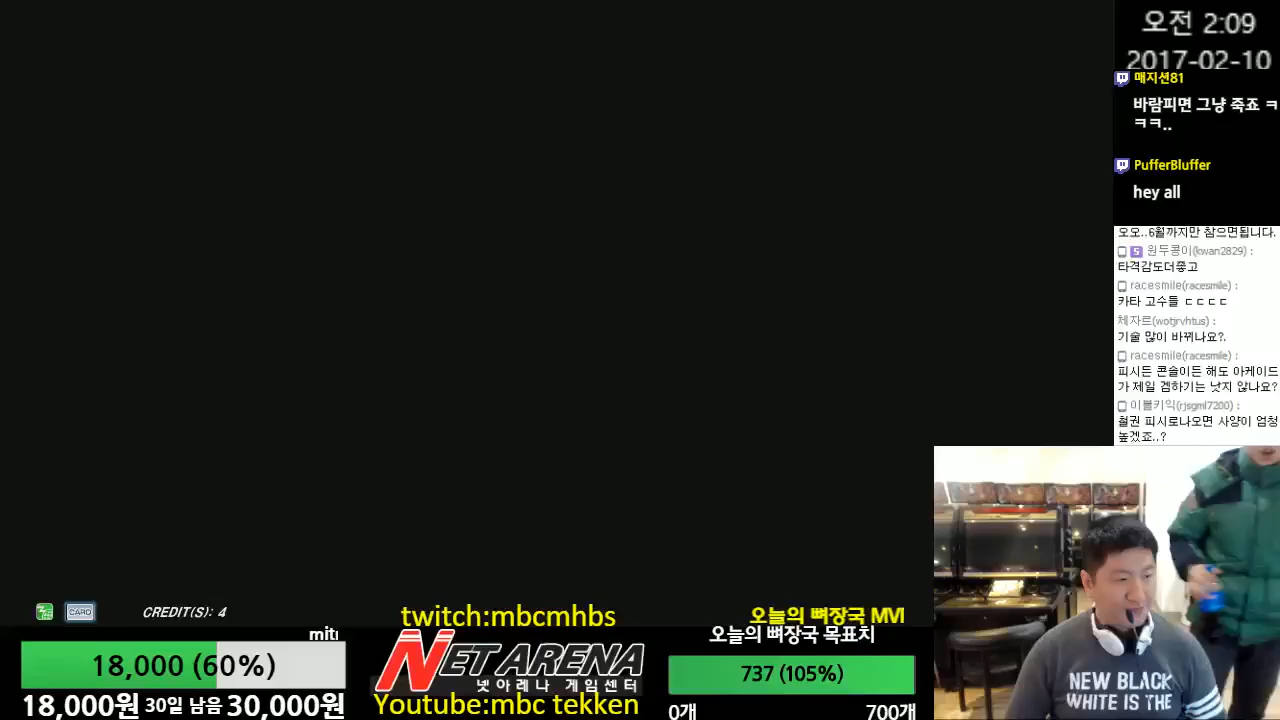 오전 2:09
2017-02-10
매지션81
바람피면 그냥 죽죠 ㅋ
ㅋㅋ..
PufferBluffer
hey all
오오..6월까지만 참으면됩니다.
S 원두콩이(kwan2829) :
타격감도더좋고
racesmile(racesmile) :
카타 고수들 ㄷㄷㄷㄷ
체자르(wotjrvhtus) :
기술 많이 바뀌나요?.
racesmile(racesmile) :
피시든 콘솔이든 해도 아케이드
가 제일 겜하기는 낫지 않나요?
이블키익(rjsgml7200) :
철권 피시로나오면 사양이 엄청
높겠죠..?
CARD
CREDIT(S): 4
twitch:mbcmhbs
NET ARENA
넷아레나 게임센터
Youtube:mbc tekken
18,000 (60%)
18,000원 30일 남음 30,000원
오늘의 뼈장국 MV
오늘의 뼈장국 목표치
737 (105%)
0개 700개
NEW BLACK
WHITE IS THE